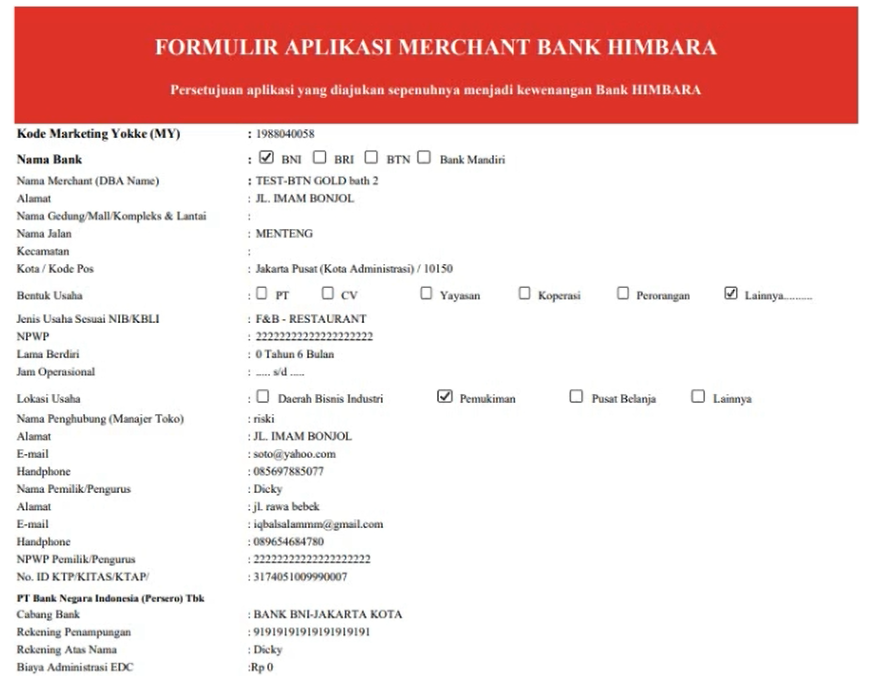 FORMULIR APLIKASI MERCHANT BANK HIMBARA
Persetujuan aplikasi yang diajukan sepenuhnya menjadi kewenangan Bank HIMBARA
Kode Marketing Yokke (MY) : 1988040058
Nama Bank : ☑ BNI ☐ BRI ☐ BTN ☐ Bank Mandiri
Nama Merchant (DBA Name) : TEST-BTN GOLD bath 2
Alamat : JL. IMAM BONJOL
Nama Gedung/Mall/Kompleks & Lantai :
Nama Jalan : MENTENG
Kecamatan :
Kota / Kode Pos : Jakarta Pusat (Kota Administrasi) / 10150
Bentuk Usaha : ☐ PT ☐ CV ☐ Yayasan ☐ Koperasi ☐ Perorangan ☑ Lainnya..........
Jenis Usaha Sesuai NIB/KBLI : F&B - RESTAURANT
NPWP : 22222222222222222222
Lama Berdiri : 0 Tahun 6 Bulan
Jam Operasional : ..... s/d .....
Lokasi Usaha : ☐ Daerah Bisnis Industri ☑ Pemukiman ☐ Pusat Belanja ☐ Lainnya
Nama Penghubung (Manajer Toko) : riski
Alamat : JL. IMAM BONJOL
E-mail : soto@yahoo.com
Handphone : 085697885077
Nama Pemilik/Pengurus : Dicky
Alamat : jl. rawa bebek
E-mail : iqbalsalammm@gmail.com
Handphone : 089654684780
NPWP Pemilik/Pengurus : 22222222222222222222
No. ID KTP/KITAS/KTAP/ : 3174051009990007
PT Bank Negara Indonesia (Persero) Tbk
Cabang Bank : BANK BNI-JAKARTA KOTA
Rekening Penampungan : 91919191919191919191
Rekening Atas Nama : Dicky
Biaya Administrasi EDC :Rp 0